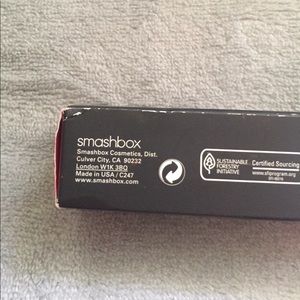 smashbox
Smashbox Cosmetics, Dist.
Culver City, CA 90232
London W1K 3BQ
Made in USA / C247
www.smashbox.com
SUSTAINABLE
FORESTRY
INITIATIVE
Certified Sourcing
www.sfiprogram.org